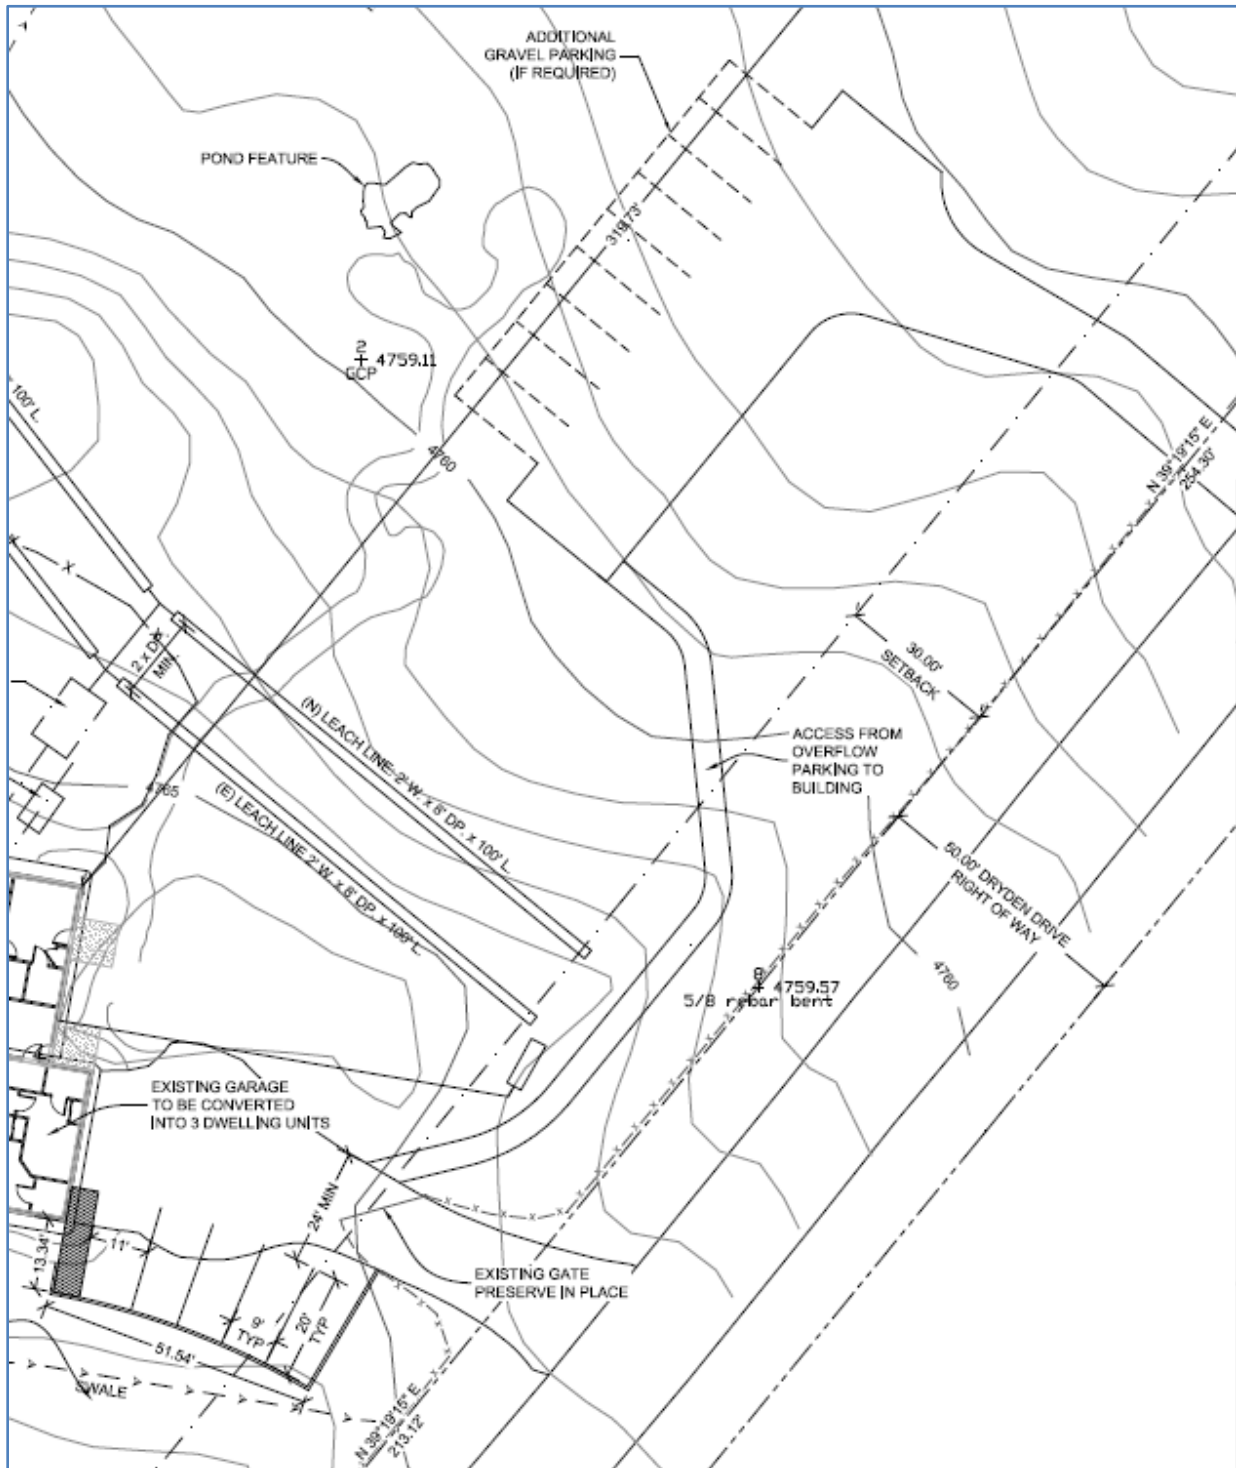 ADDITIONAL
GRAVEL PARKING
(IF REQUIRED)
POND FEATURE
319.73'
2
4759.11
GCP
100' L.
4760
N 39°19'15" E
254.30'
2 x DP.
MIN.
30.00'
SETBACK
(N) LEACH LINE 2' W. x 6' DP. x 100' L.
ACCESS FROM
OVERFLOW
PARKING TO
BUILDING
4765
(E) LEACH LINE 2' W. x 6' DP. x 100' L.
50.00' DRYDEN DRIVE
RIGHT OF WAY
4760
8
4759.57
5/8 rebar bent
EXISTING GARAGE
TO BE CONVERTED
INTO 3 DWELLING UNITS
24' MIN
11'
13.34'
EXISTING GATE
PRESERVE IN PLACE
9'
TYP
20'
TYP
51.54'
SWALE
N 39°19'15" E
213.12'